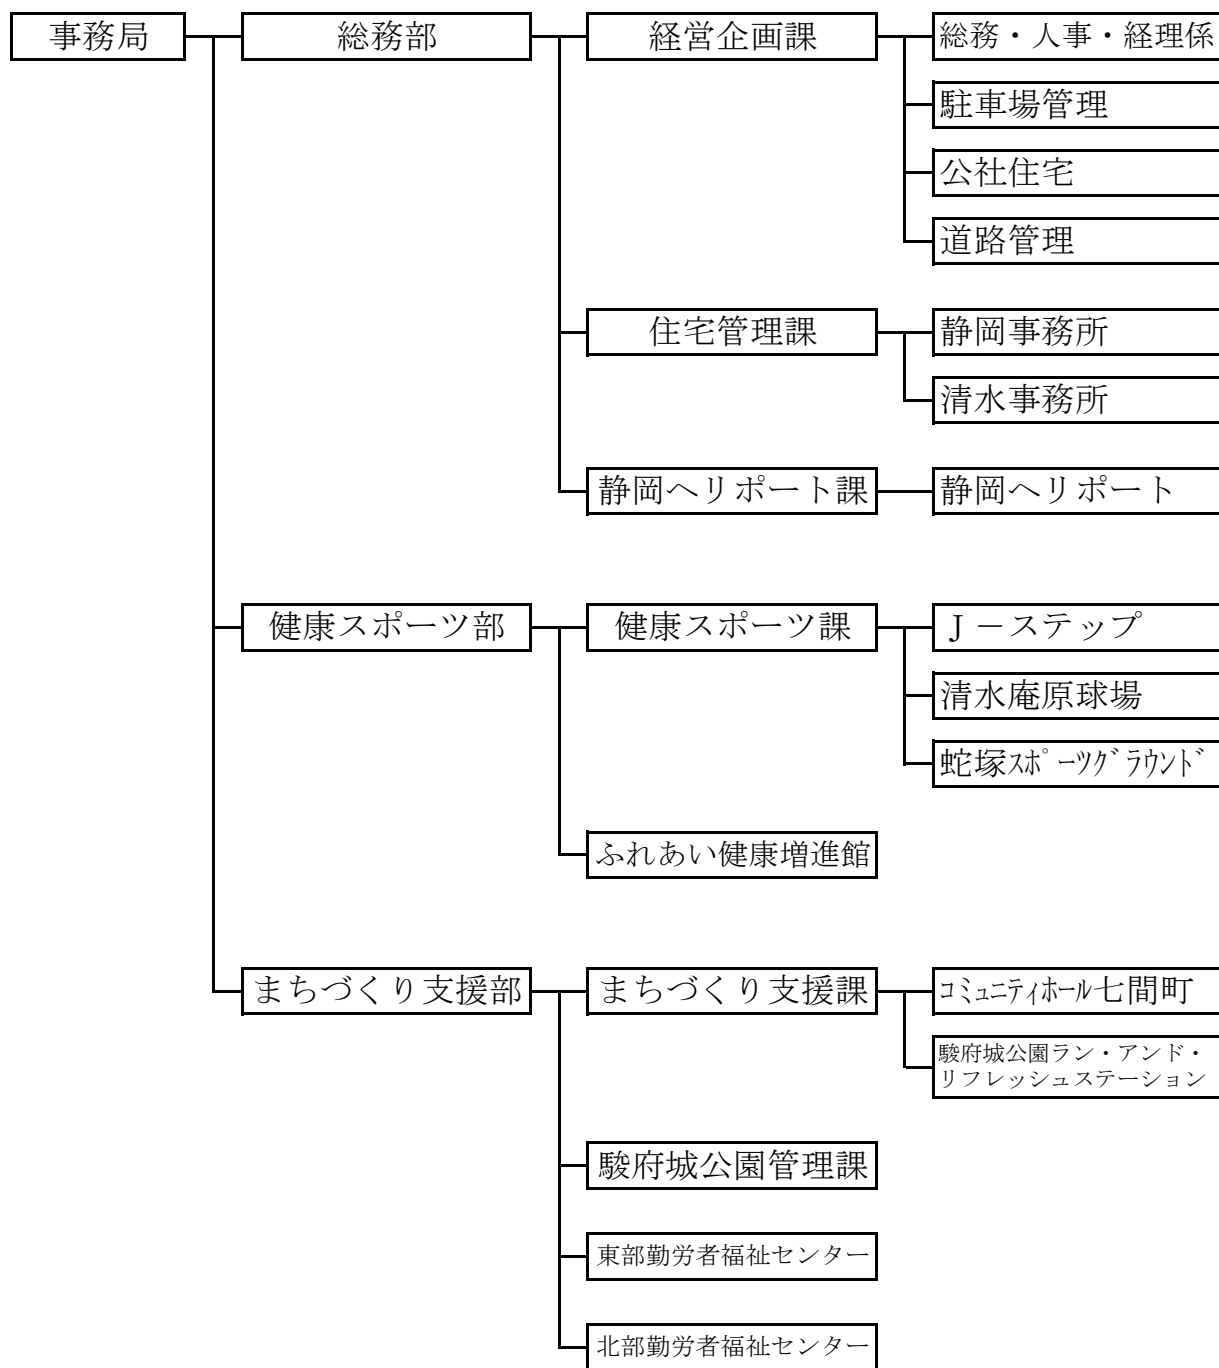 事務局
総務部
経営企画課
総務・人事・経理係
駐車場管理
公社住宅
道路管理
住宅管理課
静岡事務所
清水事務所
静岡ヘリポート課
静岡ヘリポート
健康スポーツ部
健康スポーツ課
J－ステップ
清水庵原球場
蛇塚ｽﾎﾟｰﾂｸﾞﾗｳﾝﾄﾞ
ふれあい健康増進館
まちづくり支援部
まちづくり支援課
ｺﾐｭﾆﾃｨﾎｰﾙ七間町
駿府城公園ラン・アンド・
リフレッシュステーション
駿府城公園管理課
東部勤労者福祉センター
北部勤労者福祉センター